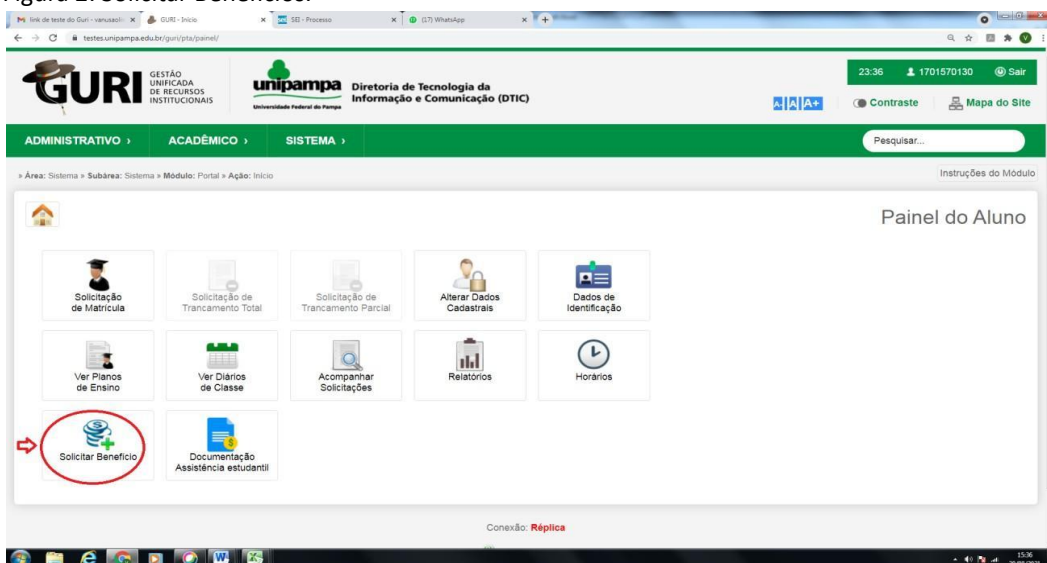 link de teste do Guri - vanusaol
GURI - Início
SEI - Processo
(17) WhatsApp
testes.unipampa.edu.br/guri/pta/painel/
GURI
GESTÃO
UNIFICADA
DE RECURSOS
INSTITUCIONAIS
unipampa
Universidade Federal do Pampa
Diretoria de Tecnologia da
Informação e Comunicação (DTIC)
23:36 1701570130 Sair
A- A A+ Contraste Mapa do Site
ADMINISTRATIVO › ACADÊMICO › SISTEMA ›
Pesquisar...
» Área: Sistema » Subárea: Sistema » Módulo: Portal » Ação: Início
Instruções do Módulo
Painel do Aluno
Solicitação
de Matrícula
Solicitação de
Trancamento Total
Solicitação de
Trancamento Parcial
Alterar Dados
Cadastrais
Dados de
Identificação
Ver Planos
de Ensino
Ver Diários
de Classe
Acompanhar
Solicitações
Relatórios
Horários
Solicitar Benefício
Documentação
Assistência estudantil
Conexão: Réplica
15:36